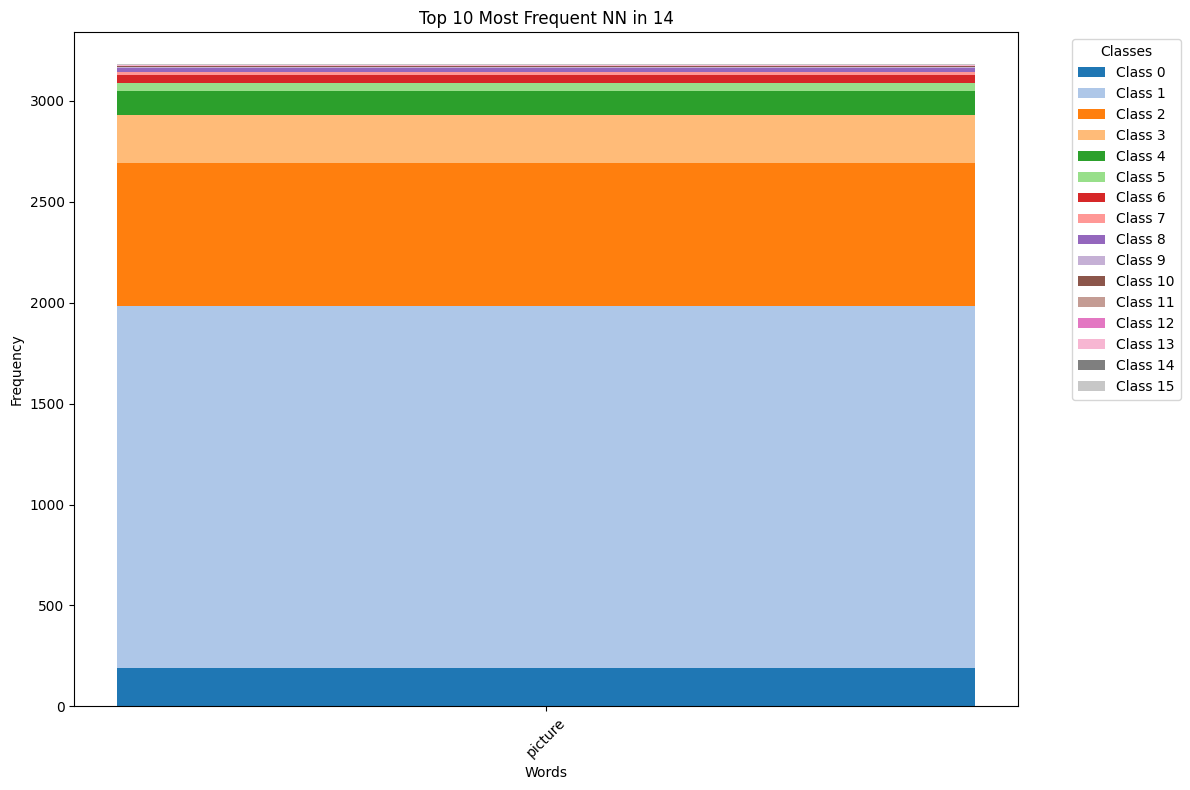 Top 10 Most Frequent NN in 14
Frequency
3000
2500
2000
1500
1000
500
0
picture
Words
Classes
Class 0
Class 1
Class 2
Class 3
Class 4
Class 5
Class 6
Class 7
Class 8
Class 9
Class 10
Class 11
Class 12
Class 13
Class 14
Class 15